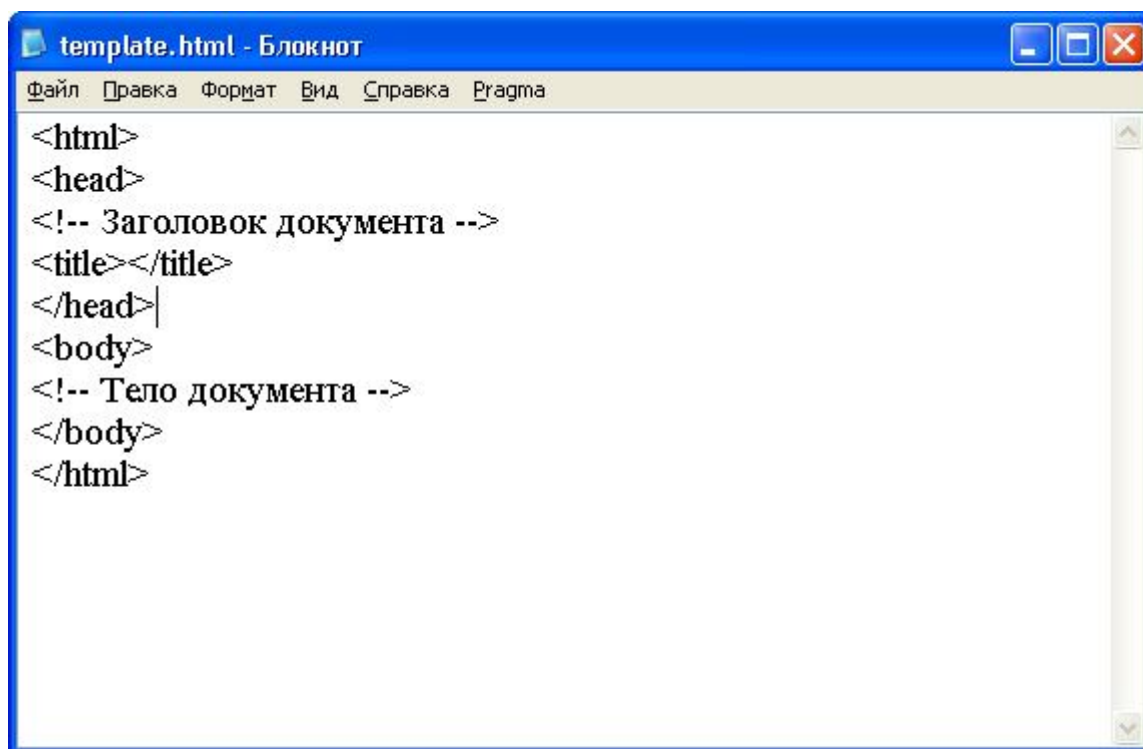 template.html - Блокнот
Файл Правка Формат Вид Справка Pragma
<html>
<head>
<!-- Заголовок документа -->
<title></title>
</head>
<body>
<!-- Тело документа -->
</body>
</html>